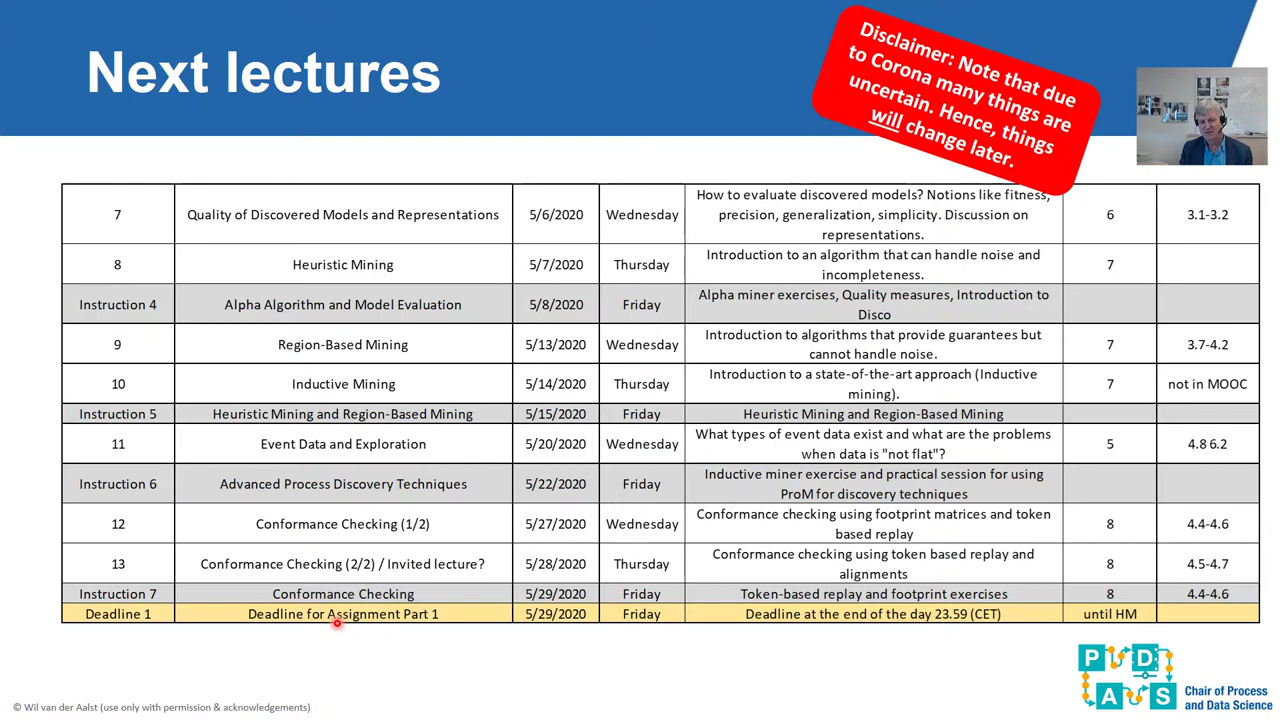 Next lectures
Disclaimer: Note that due
to Corona many things are
uncertain. Hence, things
will change later.
7 Quality of Discovered Models and Representations 5/6/2020 Wednesday How to evaluate discovered models? Notions like fitness, precision, generalization, simplicity. Discussion on representations. 6 3.1-3.2
8 Heuristic Mining 5/7/2020 Thursday Introduction to an algorithm that can handle noise and incompleteness. 7
Instruction 4 Alpha Algorithm and Model Evaluation 5/8/2020 Friday Alpha miner exercises, Quality measures, Introduction to Disco
9 Region-Based Mining 5/13/2020 Wednesday Introduction to algorithms that provide guarantees but cannot handle noise. 7 3.7-4.2
10 Inductive Mining 5/14/2020 Thursday Introduction to a state-of-the-art approach (Inductive mining). 7 not in MOOC
Instruction 5 Heuristic Mining and Region-Based Mining 5/15/2020 Friday Heuristic Mining and Region-Based Mining
11 Event Data and Exploration 5/20/2020 Wednesday What types of event data exist and what are the problems when data is "not flat"? 5 4.8 6.2
Instruction 6 Advanced Process Discovery Techniques 5/22/2020 Friday Inductive miner exercise and practical session for using ProM for discovery techniques
12 Conformance Checking (1/2) 5/27/2020 Wednesday Conformance checking using footprint matrices and token based replay 8 4.4-4.6
13 Conformance Checking (2/2) / Invited lecture? 5/28/2020 Thursday Conformance checking using token based replay and alignments 8 4.5-4.7
Instruction 7 Conformance Checking 5/29/2020 Friday Token-based replay and footprint exercises 8 4.4-4.6
Deadline 1 Deadline for Assignment Part 1 5/29/2020 Friday Deadline at the end of the day 23.59 (CET) until HM
P D
A S
Chair of Process
and Data Science
© Wil van der Aalst (use only with permission & acknowledgements)